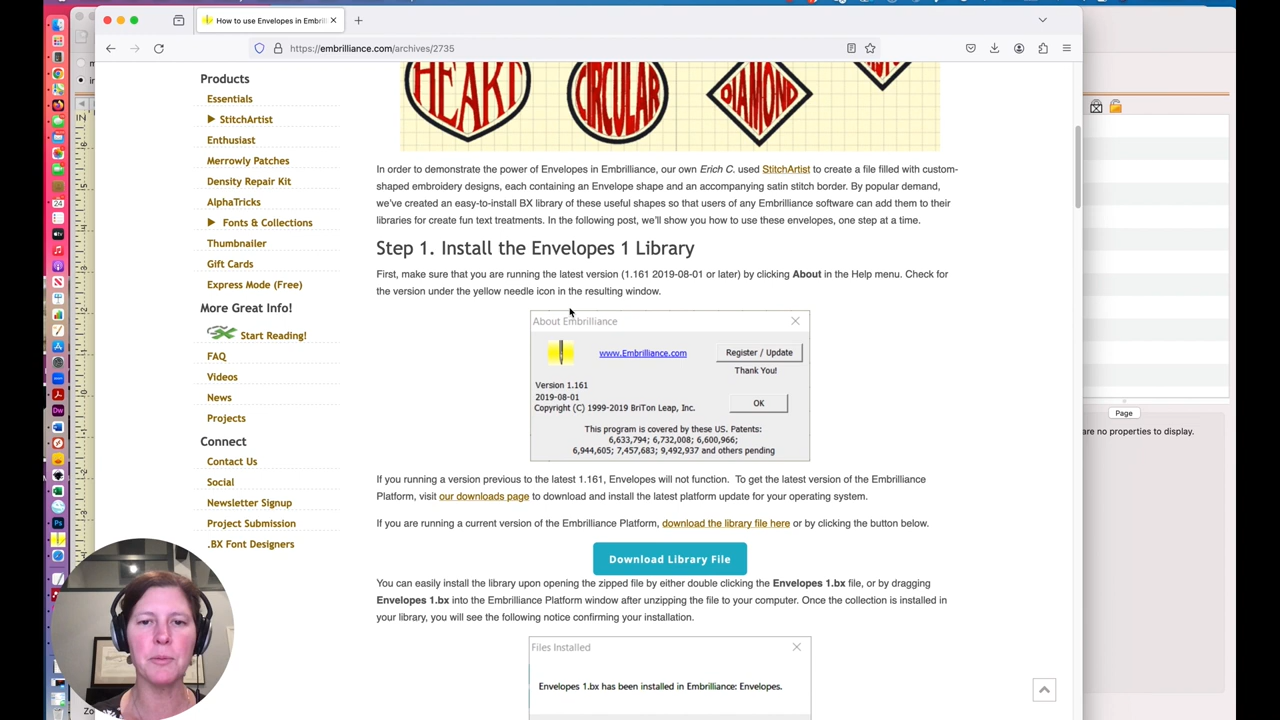 How to use Envelopes in Embril
https://embrilliance.com/archives/2735
Products
Essentials
StitchArtist
Enthusiast
Merrowly Patches
Density Repair Kit
AlphaTricks
Fonts & Collections
Thumbnailer
Gift Cards
Express Mode (Free)
More Great Info!
Start Reading!
FAQ
Videos
News
Projects
Connect
Contact Us
Social
Newsletter Signup
Project Submission
.BX Font Designers
HEART
CIRCULAR
DIAMOND
In order to demonstrate the power of Envelopes in Embrilliance, our own Erich C. used StitchArtist to create a file filled with custom-
shaped embroidery designs, each containing an Envelope shape and an accompanying satin stitch border. By popular demand,
we've created an easy-to-install BX library of these useful shapes so that users of any Embrilliance software can add them to their
libraries for create fun text treatments. In the following post, we'll show you how to use these envelopes, one step at a time.
Step 1. Install the Envelopes 1 Library
First, make sure that you are running the latest version (1.161 2019-08-01 or later) by clicking About in the Help menu. Check for
the version under the yellow needle icon in the resulting window.
About Embrilliance
www.Embrilliance.com
Register / Update
Thank You!
Version 1.161
2019-08-01
Copyright (C) 1999-2019 BriTon Leap, Inc.
OK
This program is covered by these US. Patents:
6,633,794; 6,732,008; 6,600,966;
6,944,605; 7,457,683; 9,492,937 and others pending
If you running a version previous to the latest 1.161, Envelopes will not function. To get the latest version of the Embrilliance
Platform, visit our downloads page to download and install the latest platform update for your operating system.
If you are running a current version of the Embrilliance Platform, download the library file here or by clicking the button below.
Download Library File
You can easily install the library upon opening the zipped file by either double clicking the Envelopes 1.bx file, or by dragging
Envelopes 1.bx into the Embrilliance Platform window after unzipping the file to your computer. Once the collection is installed in
your library, you will see the following notice confirming your installation.
Files Installed
Envelopes 1.bx has been installed in Embrilliance: Envelopes.
Page
are no properties to display.
IN